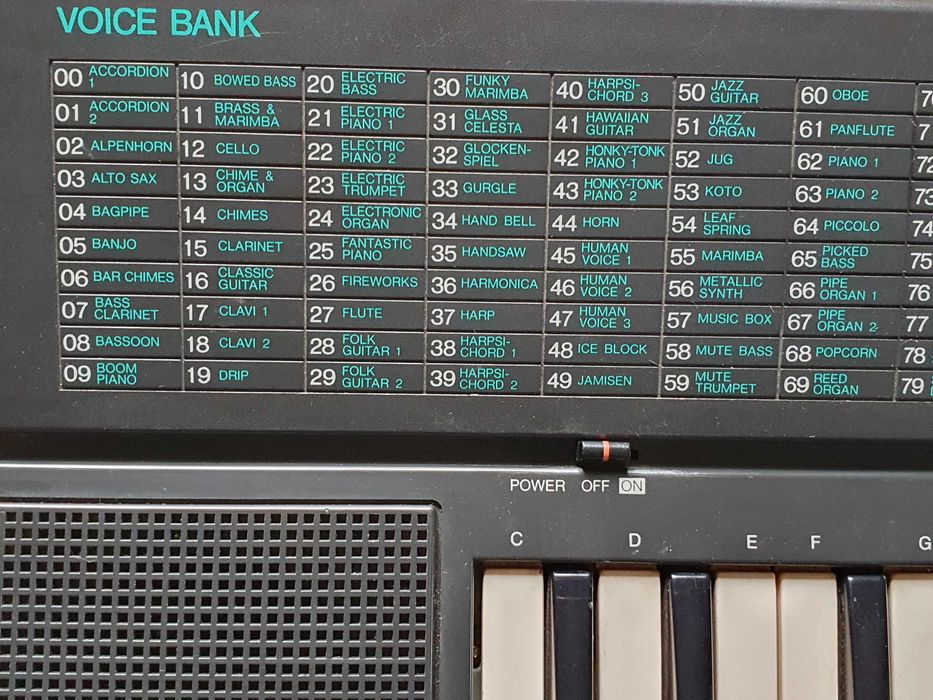 VOICE BANK
00 ACCORDION 1
01 ACCORDION 2
02 ALPENHORN
03 ALTO SAX
04 BAGPIPE
05 BANJO
06 BAR CHIMES
07 BASS CLARINET
08 BASSOON
09 BOOM PIANO
10 BOWED BASS
11 BRASS & MARIMBA
12 CELLO
13 CHIME & ORGAN
14 CHIMES
15 CLARINET
16 CLASSIC GUITAR
17 CLAVI 1
18 CLAVI 2
19 DRIP
20 ELECTRIC BASS
21 ELECTRIC PIANO 1
22 ELECTRIC PIANO 2
23 ELECTRIC TRUMPET
24 ELECTRONIC ORGAN
25 FANTASTIC PIANO
26 FIREWORKS
27 FLUTE
28 FOLK GUITAR 1
29 FOLK GUITAR 2
30 FUNKY MARIMBA
31 GLASS CELESTA
32 GLOCKEN-
SPIEL
33 GURGLE
34 HAND BELL
35 HANDSAW
36 HARMONICA
37 HARP
38 HARPSI-
CHORD 1
39 HARPSI-
CHORD 2
40 HARPSI-
CHORD 3
41 HAWAIIAN GUITAR
42 HONKY-TONK PIANO 1
43 HONKY-TONK PIANO 2
44 HORN
45 HUMAN VOICE 1
46 HUMAN VOICE 2
47 HUMAN VOICE 3
48 ICE BLOCK
49 JAMISEN
50 JAZZ GUITAR
51 JAZZ ORGAN
52 JUG
53 KOTO
54 LEAF SPRING
55 MARIMBA
56 METALLIC SYNTH
57 MUSIC BOX
58 MUTE BASS
59 MUTE TRUMPET
60 OBOE
61 PANFLUTE
62 PIANO 1
63 PIANO 2
64 PICCOLO
65 PICKED BASS
66 PIPE ORGAN 1
67 PIPE ORGAN 2
68 POPCORN
69 REED ORGAN
72
73
74
75
76
77
78
79
POWER OFF ON
C D E F G